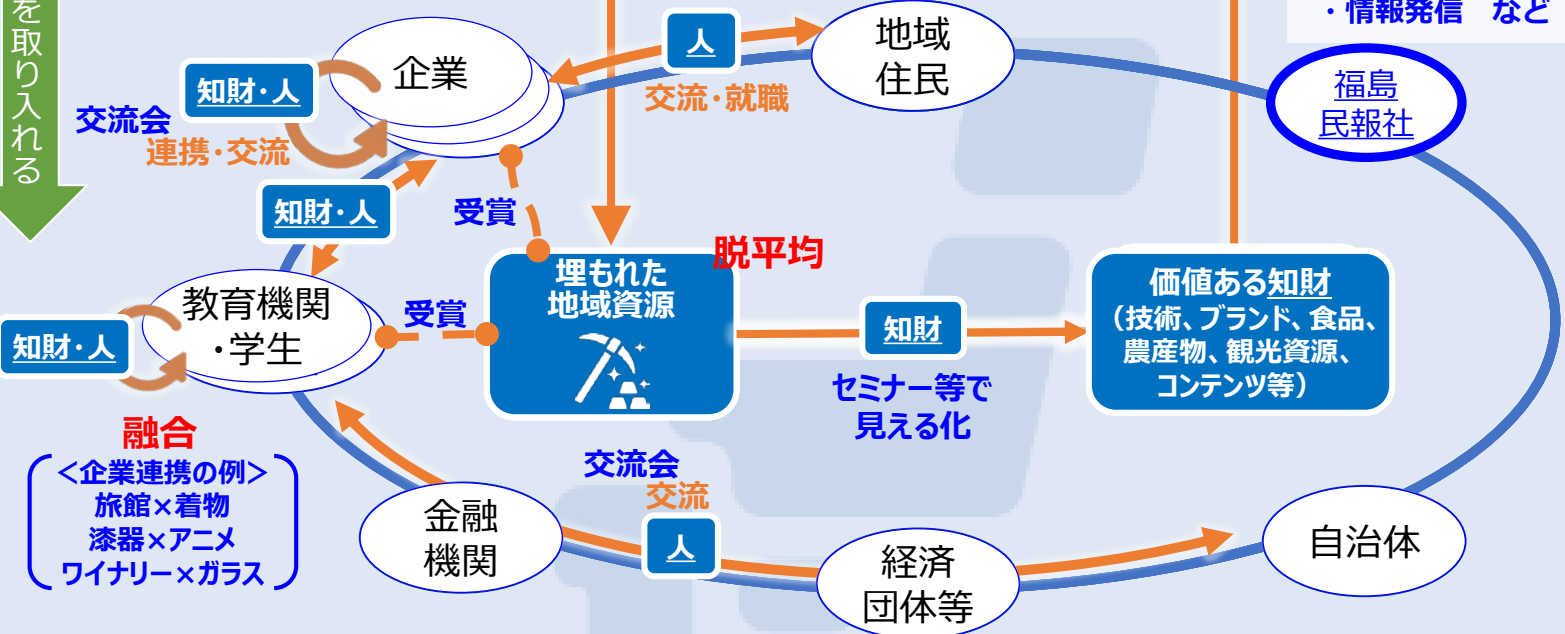 を取り入れる
・情報発信　など
人
地域
住民
企業
知財・人
交流・就職
福島
民報社
交流会
連携・交流
知財・人
受賞
脱平均
埋もれた
地域資源
価値ある知財
（技術、ブランド、食品、
農産物、観光資源、
コンテンツ等）
教育機関
・学生
受賞
知財
知財・人
セミナー等で
見える化
融合
＜企業連携の例＞
旅館×着物
漆器×アニメ
ワイナリー×ガラス
交流会
交流
人
金融
機関
経済
団体等
自治体